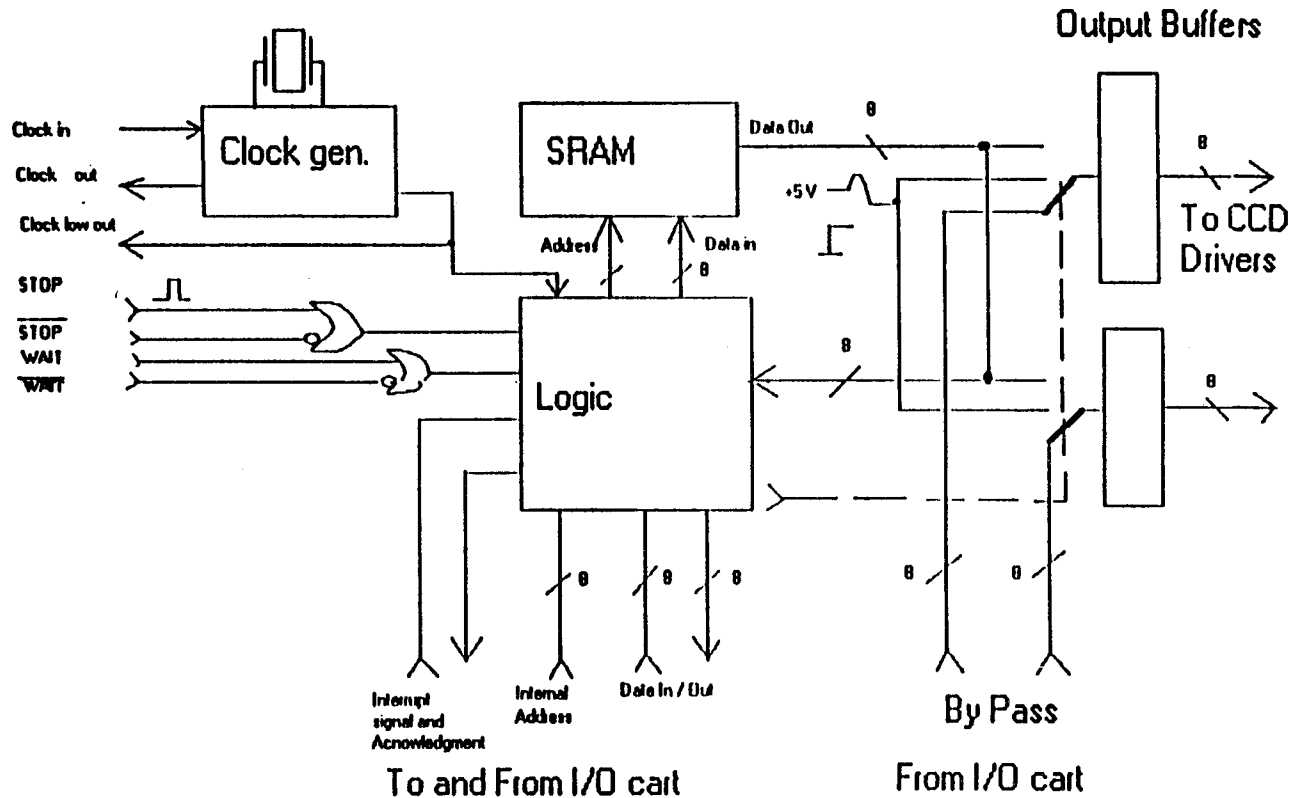 Output Buffers
Clock in
Clock out
Clock low out
Clock gen.
SRAM
Data Out
8
8
+5V
To CCD
Drivers
Address
Data in
8
STOP
STOP
WAIT
WAIT
Logic
8
8
8
8
8
8
0
Interrupt
signal and
Acnowledgment
Internal
Address
Data In / Out
By Pass
To and From I/O cart
From I/O cart